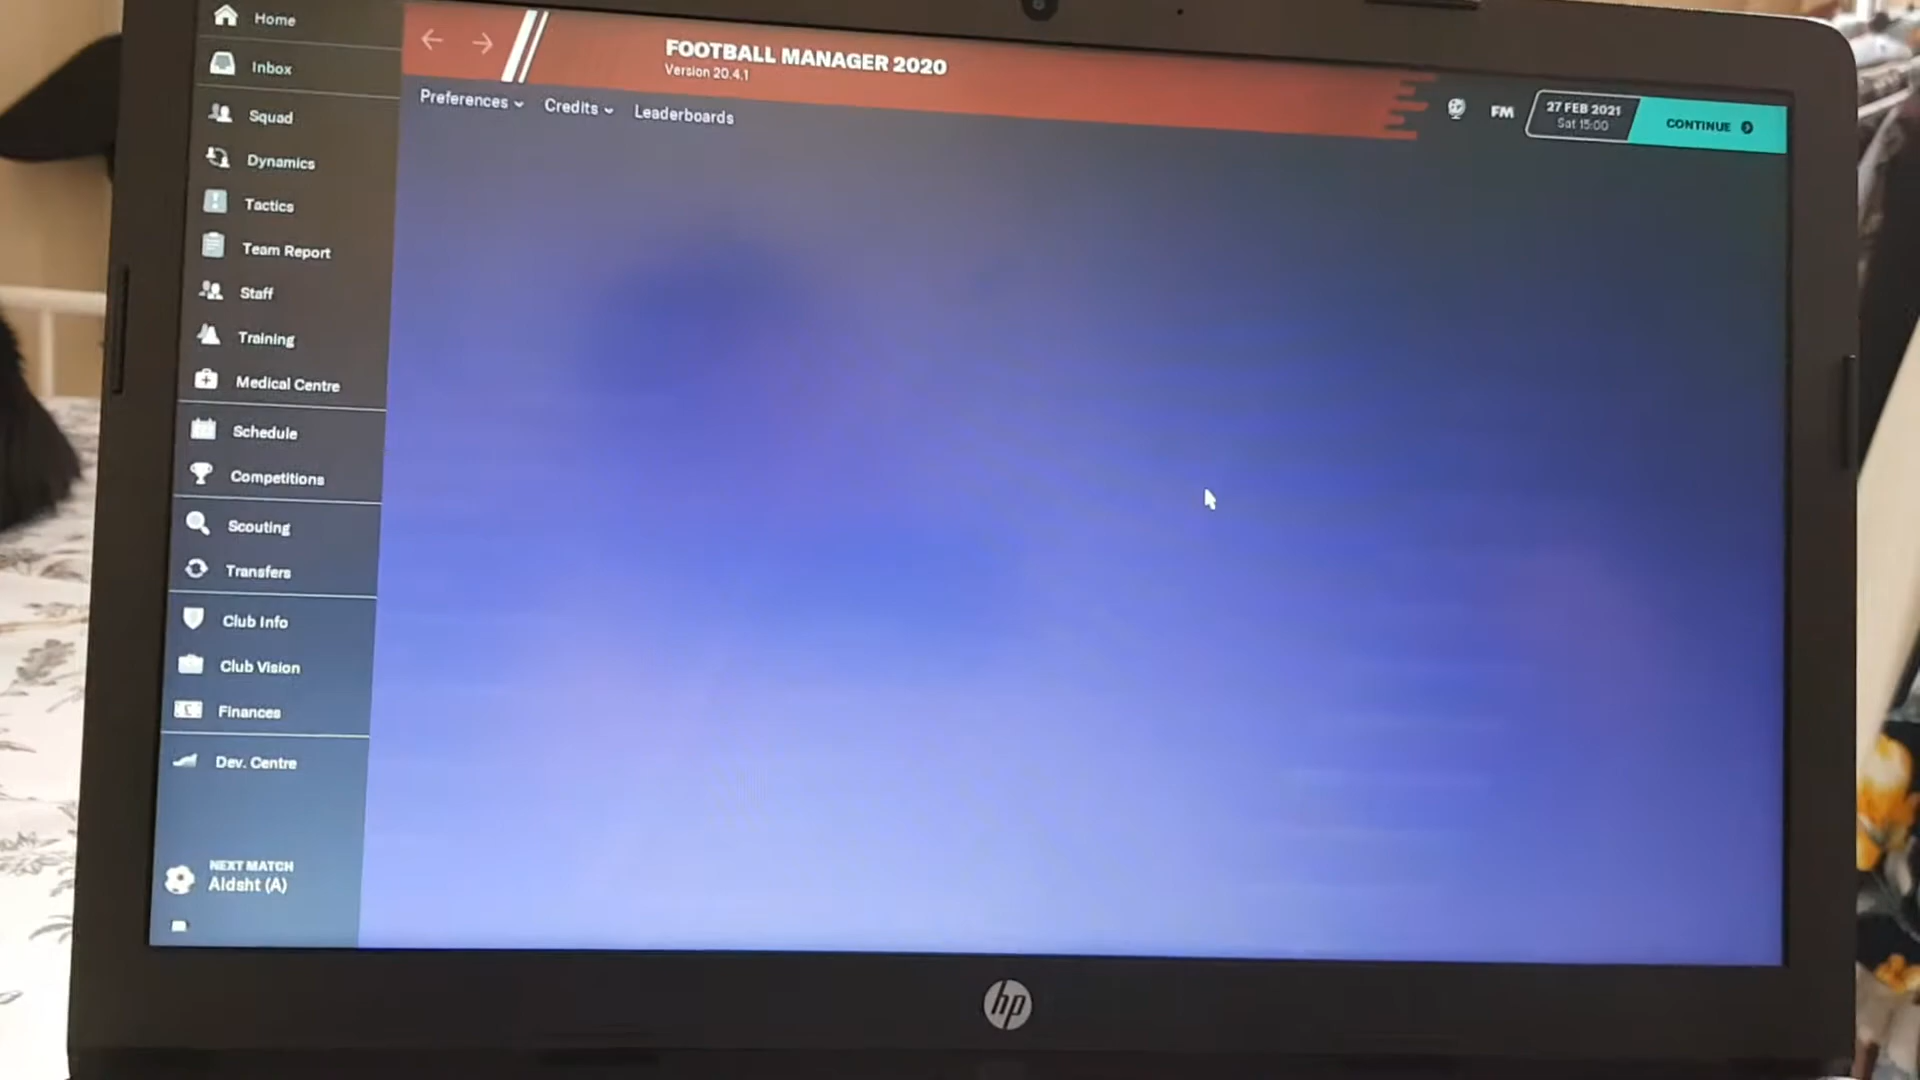 Home
Inbox
Squad
Dynamics
Tactics
Team Report
Staff
Training
Medical Centre
Schedule
Competitions
Scouting
Transfers
Club Info
Club Vision
Finances
Dev. Centre
NEXT MATCH
Aldsht (A)
FOOTBALL MANAGER 2020
Version 20.4.1
Preferences
Credits
Leaderboards
FM
27 FEB 2021
Sat 15:00
CONTINUE
hp